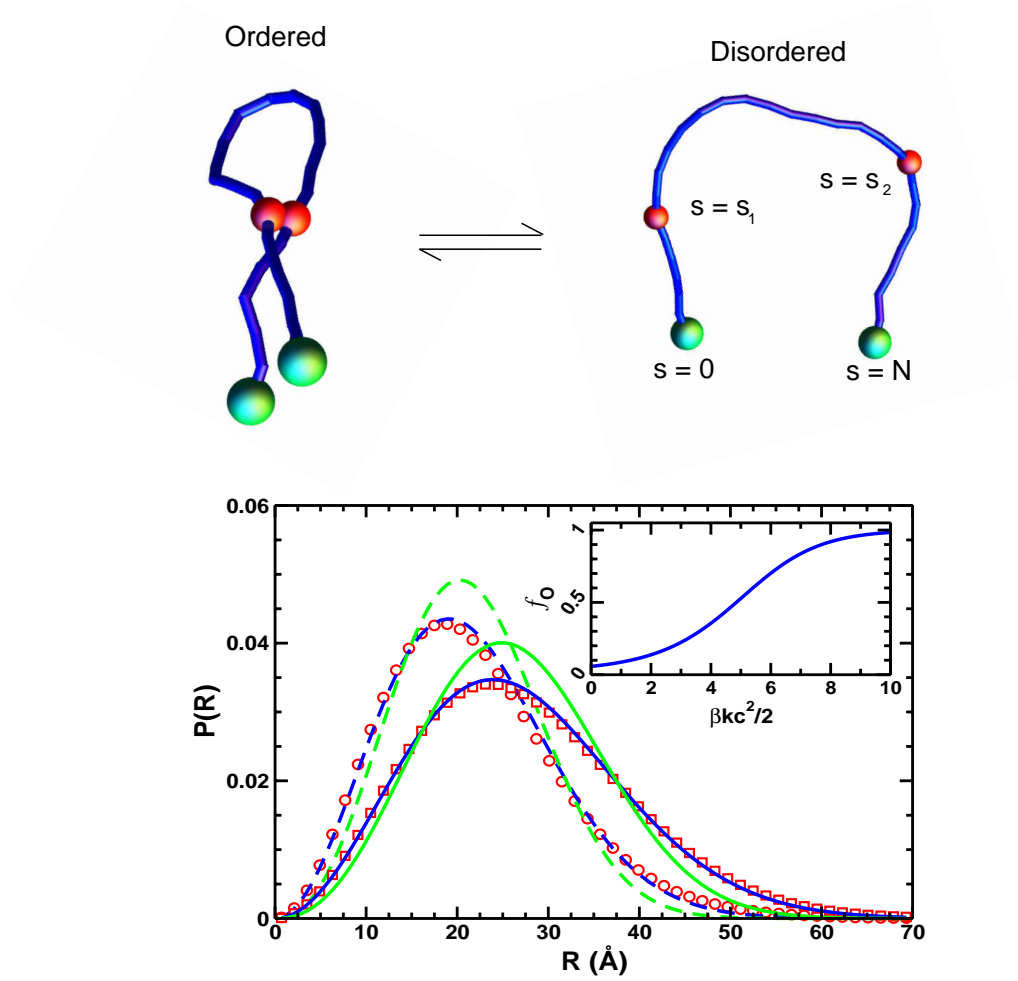 Ordered
Disordered
s = s₁
s = s₂
s = 0
s = N
0.06
0.04
0.02
0
P(R)
0 10 20 30 40 50 60 70
R (Å)
1
0.5
0
fO
0 2 4 6 8 10
βkc²/2